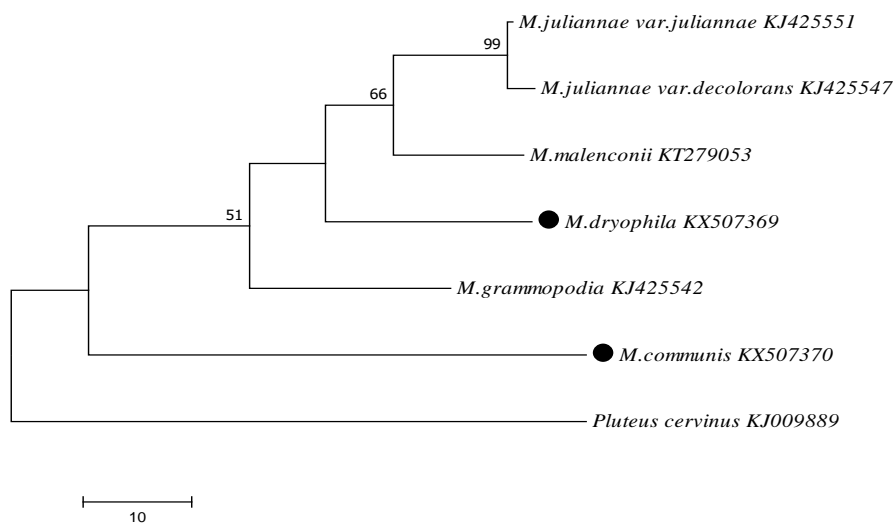 M.juliannae var.juliannae KJ425551
99
M.juliannae var.decolorans KJ425547
66
M.malenconii KT279053
51
M.dryophila KX507369
M.grammopodia KJ425542
M.communis KX507370
Pluteus cervinus KJ009889
10